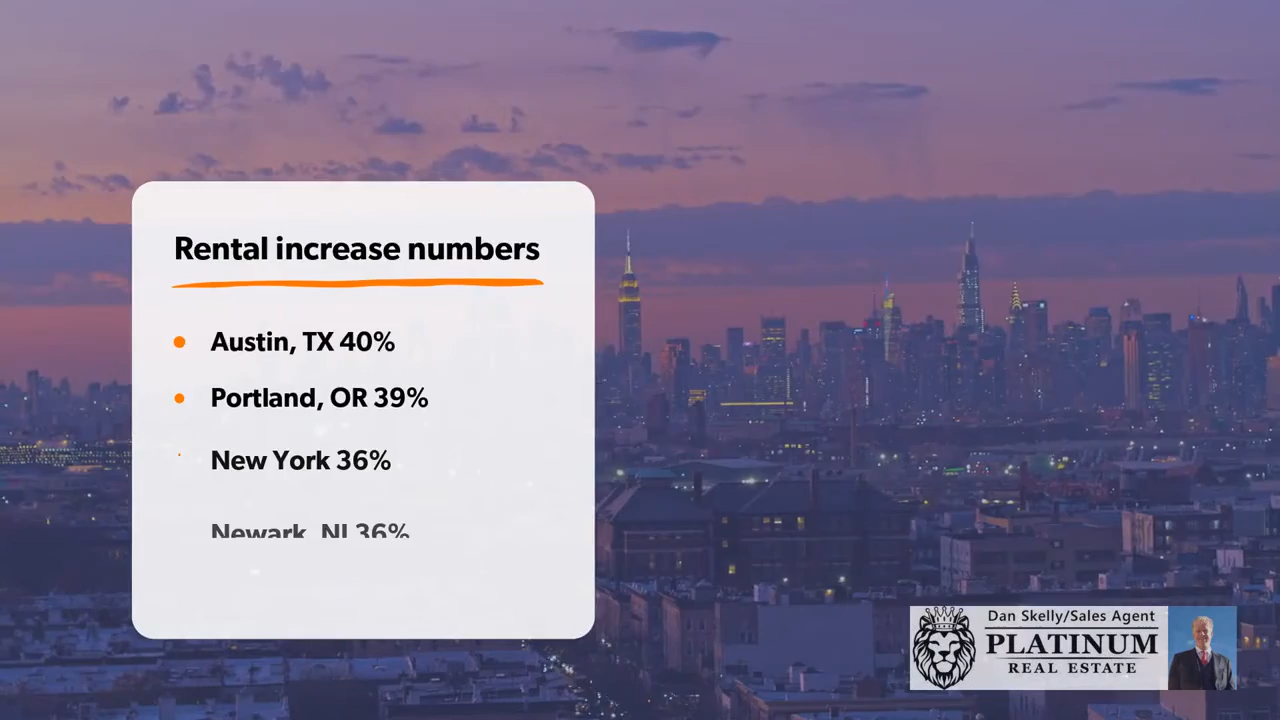 Rental increase numbers
Austin, TX 40%
Portland, OR 39%
New York 36%
Newark, NJ 36%
Dan Skelly/Sales Agent
PLATINUM
REAL ESTATE